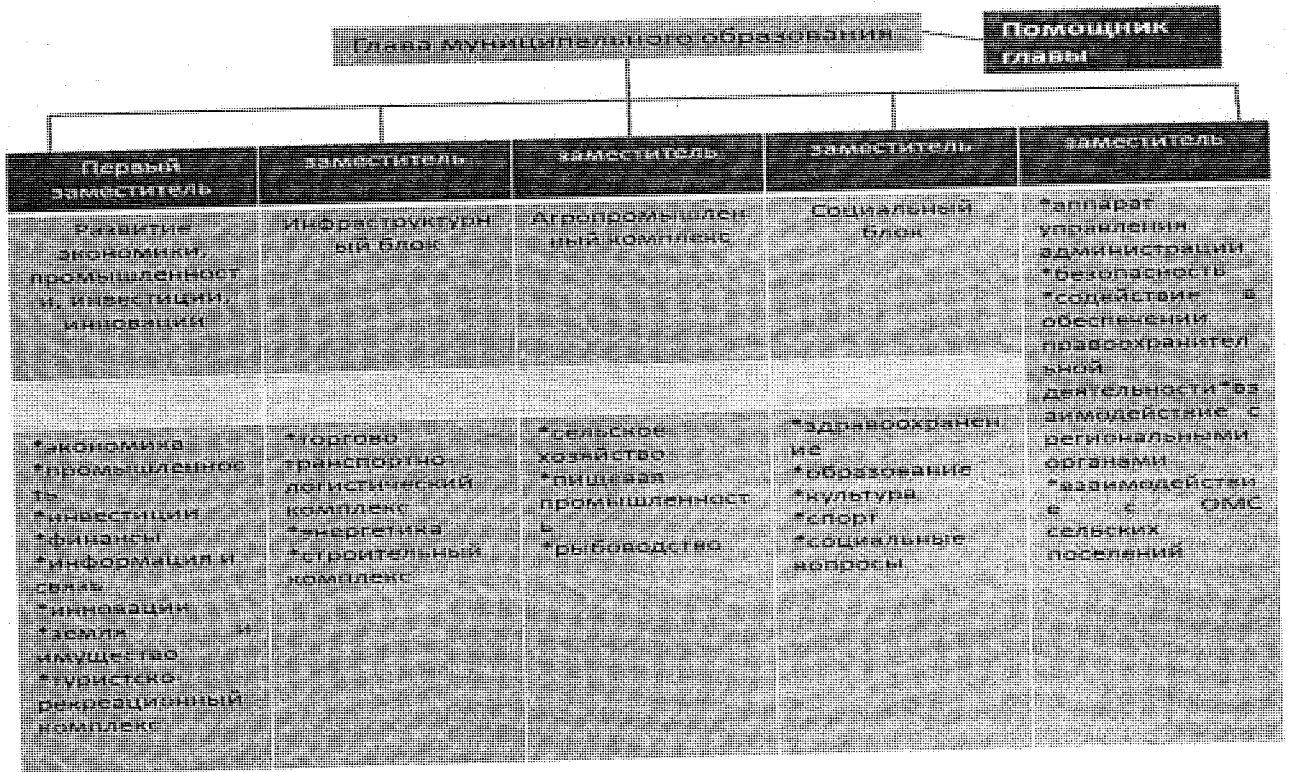 Глава муниципального образования
Помощник
главы
Первый
заместитель
заместитель
заместитель
заместитель
заместитель
Развитие
экономики,
промышленност
и, инвестиции,
инновации
Инфраструктурн
ый блок
Агропромышлен
ный комплекс
Социальный
блок
*аппарат
управления
администрации
*безопасность
*содействие в
обеспечении
правоохранител
ьной
деятельности*вз
аимодействие с
региональными
органами
*взаимодействи
е с ОМС
сельских
поселений
*экономика
*промышленнос
ть
*инвестиции
*финансы
*информация и
связь
*инновации
*земля и
имущество
*туристско-
рекреационный
комплекс
*торгово
транспортно
логистический
комплекс
*энергетика
*строительный
комплекс
*сельское
хозяйство
*пищевая
промышленност
ь
*рыбоводство
*здравоохранен
ие
*образование
*культура
*спорт
*социальные
вопросы